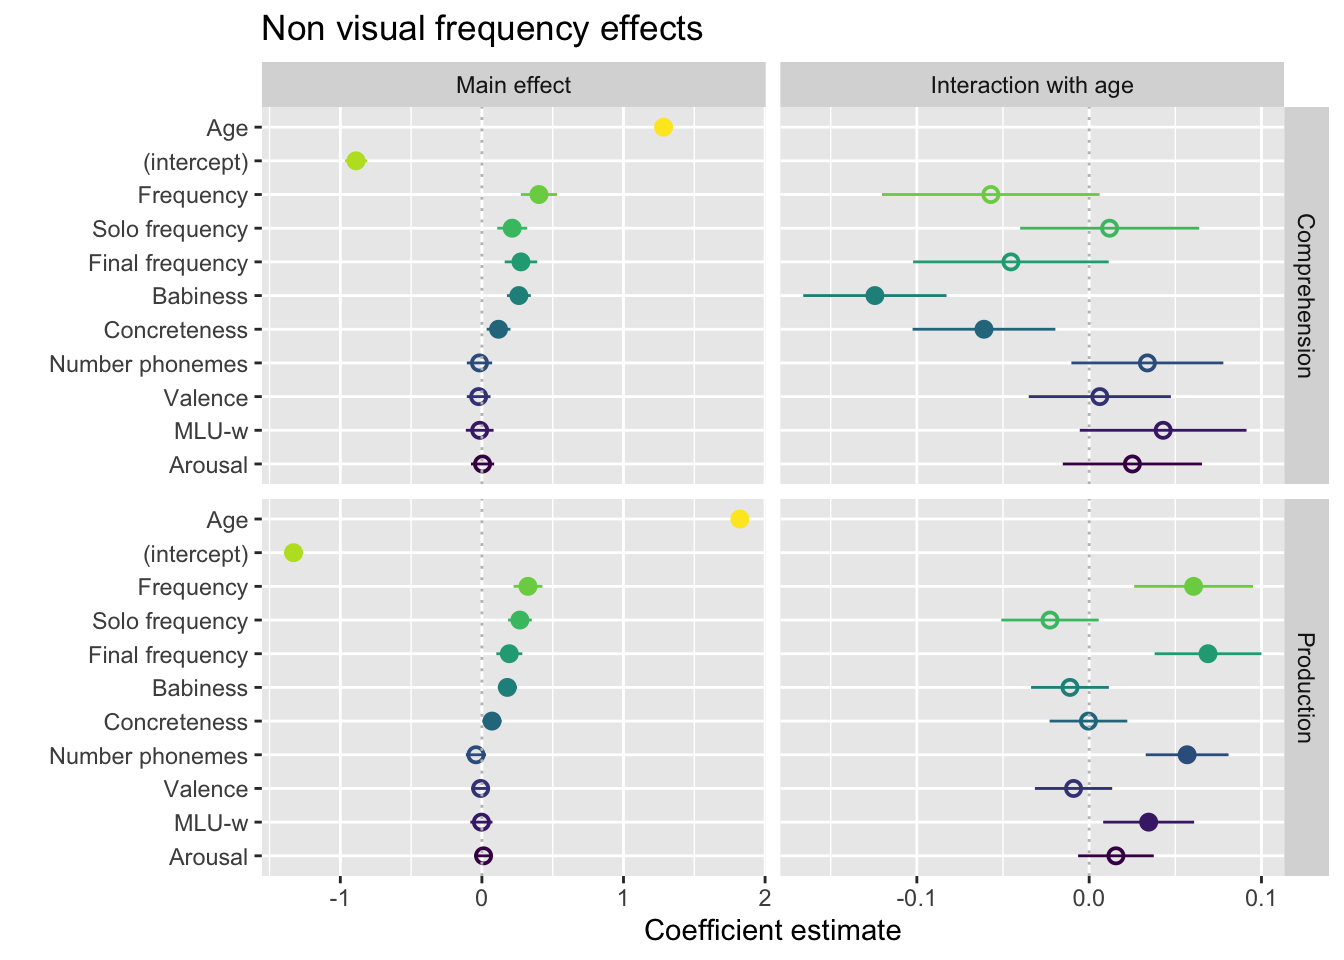 Non visual frequency effects
Main effect
Interaction with age
Age
(intercept)
Frequency
Solo frequency
Final frequency
Babiness
Concreteness
Number phonemes
Valence
MLU-w
Arousal
Comprehension
Age
(intercept)
Frequency
Solo frequency
Final frequency
Babiness
Concreteness
Number phonemes
Valence
MLU-w
Arousal
Production
-1 0 1 2
-0.1 0.0 0.1
Coefficient estimate